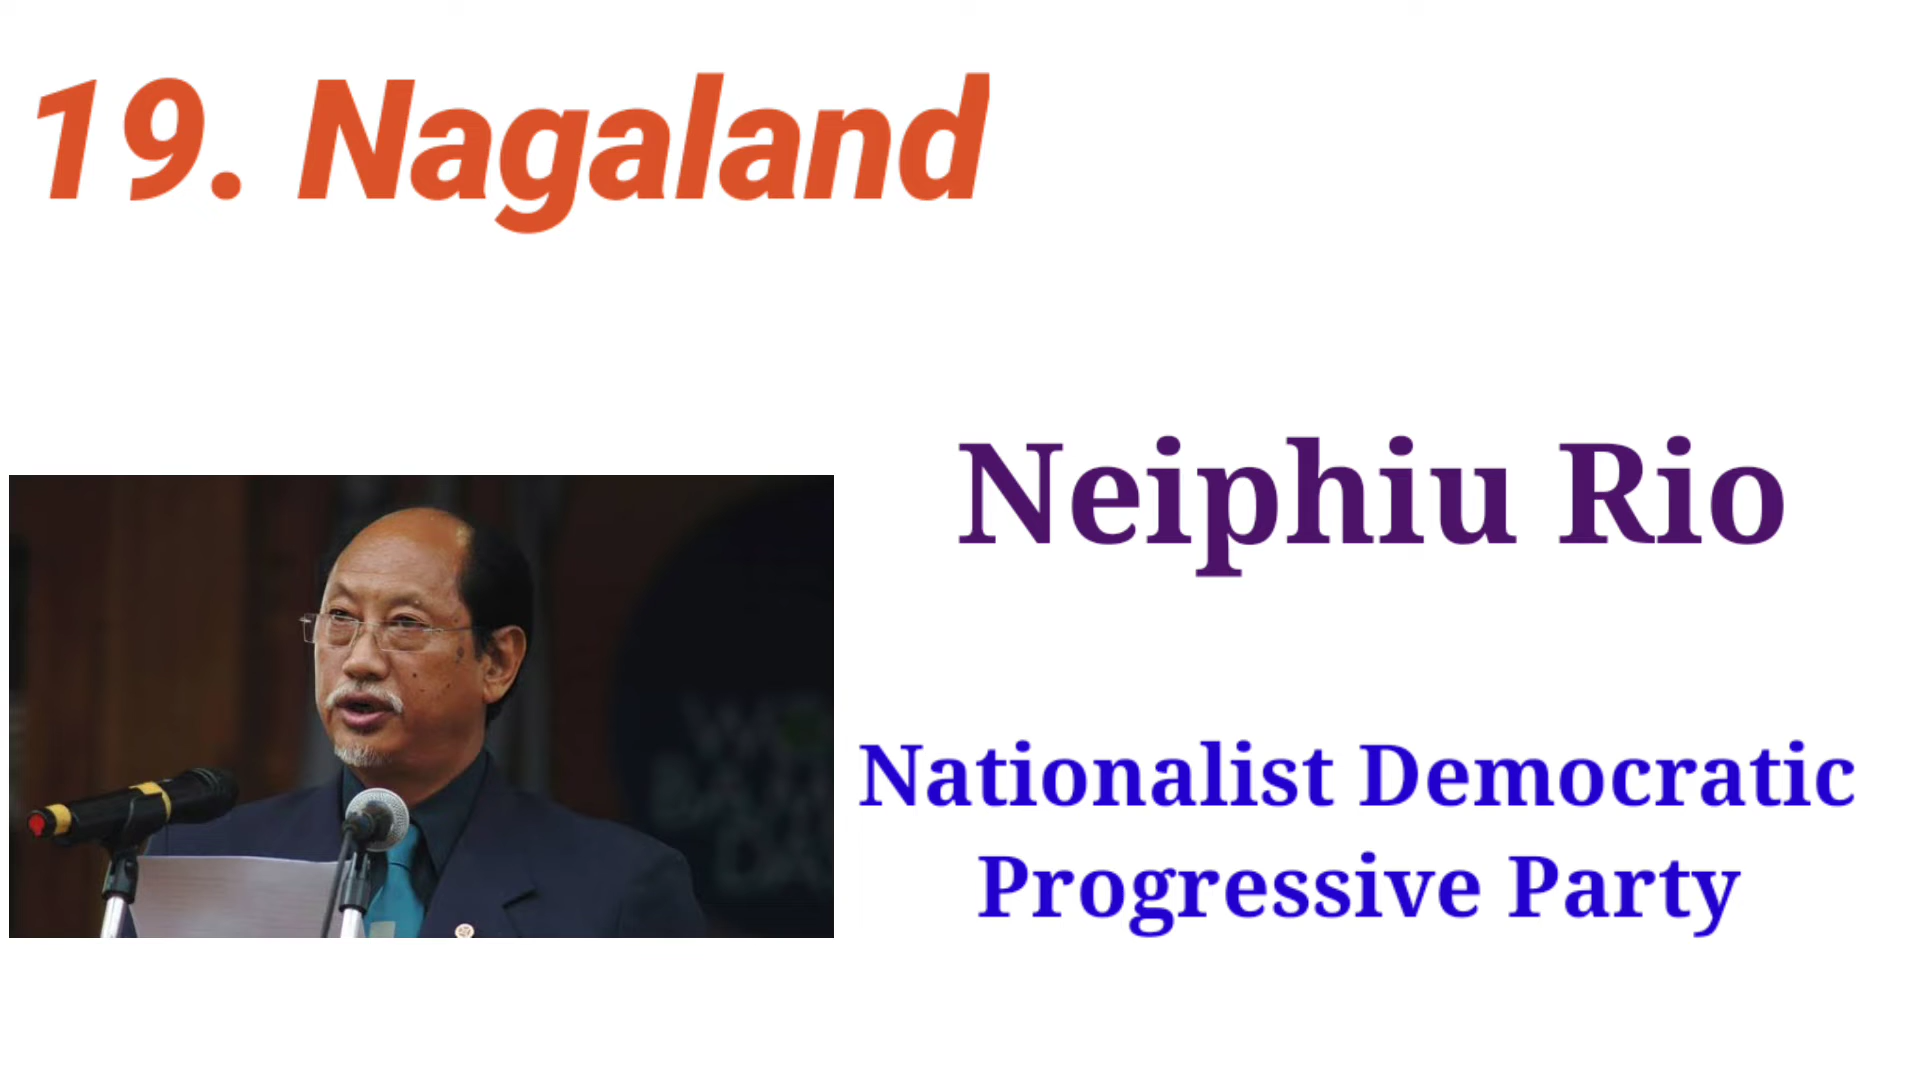 19. Nagaland
Neiphiu Rio
Nationalist Democratic
Progressive Party